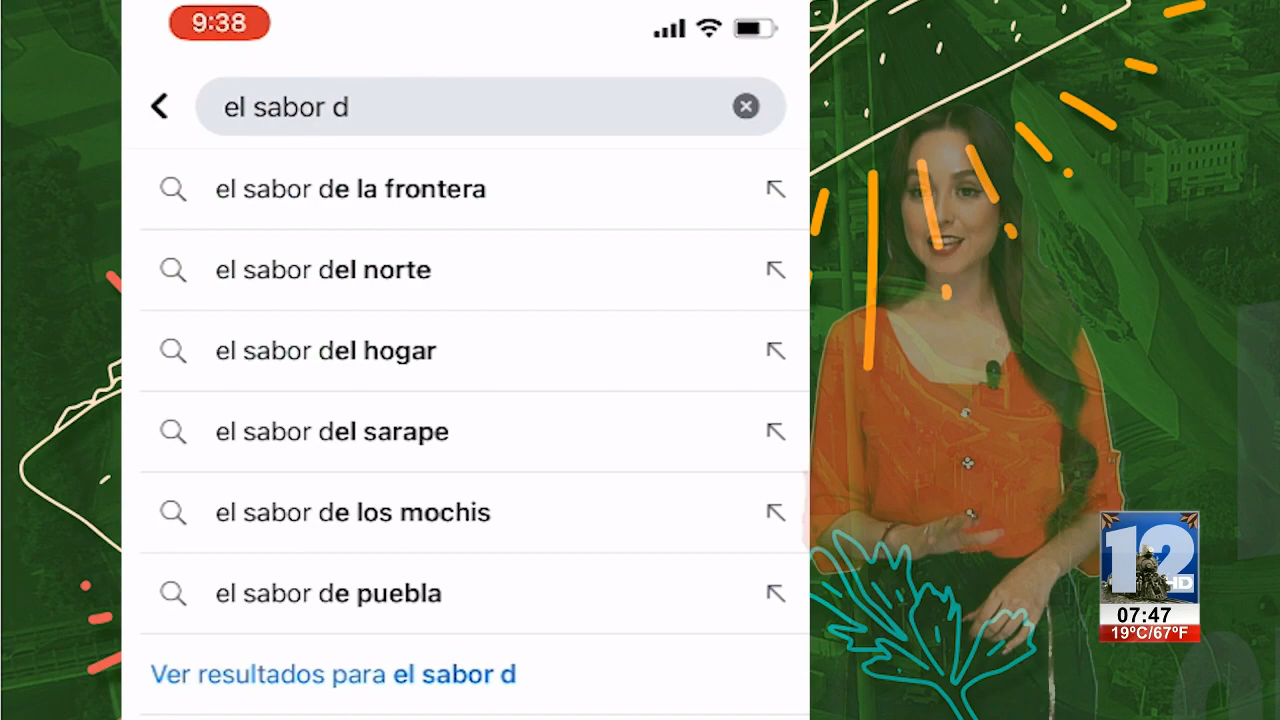 9:38
el sabor d
el sabor de la frontera
el sabor del norte
el sabor del hogar
el sabor del sarape
el sabor de los mochis
el sabor de puebla
Ver resultados para el sabor d
12
HD
07:47
19ºC/67ºF